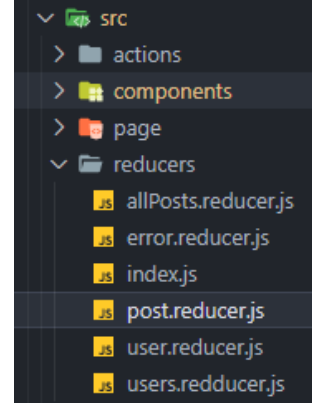 src
actions
components
page
reducers
JS allPosts.reducer.js
JS error.reducer.js
JS index.js
JS post.reducer.js
JS user.reducer.js
JS users.redducer.js